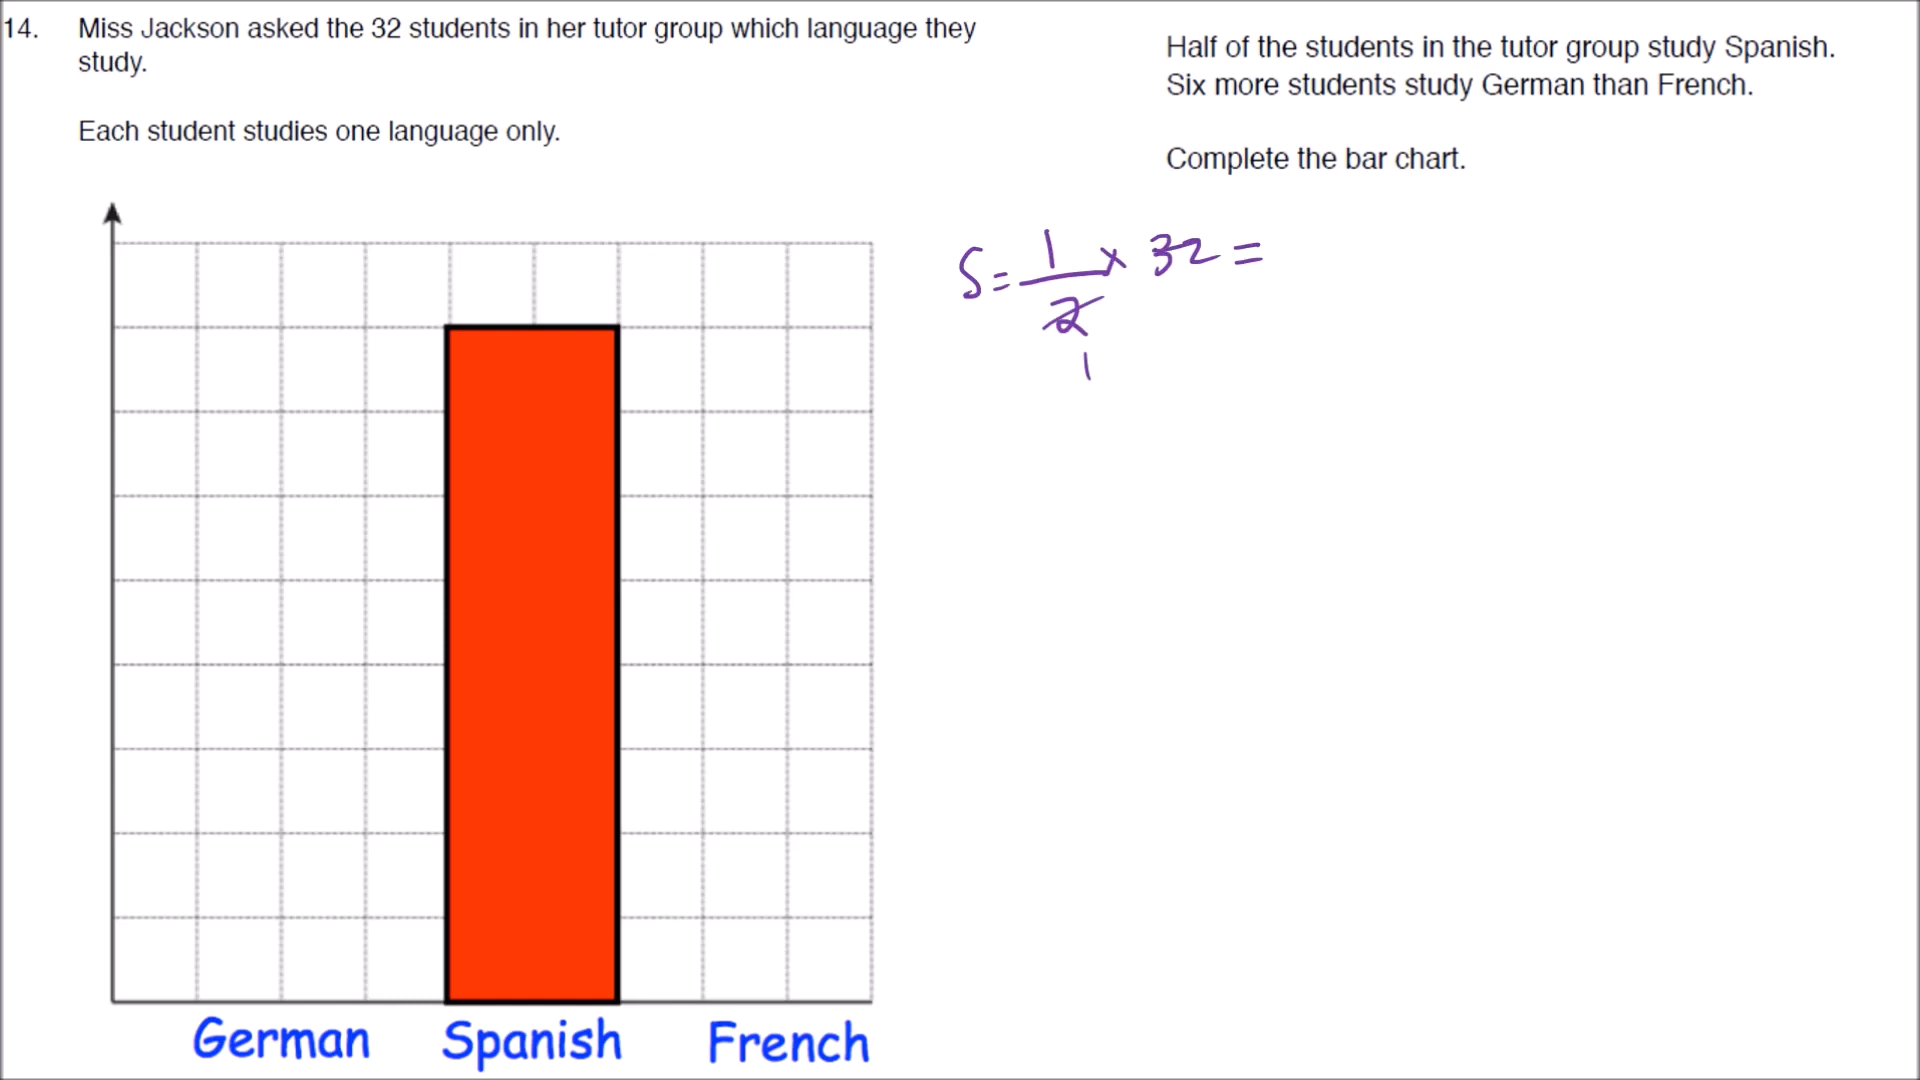 14. Miss Jackson asked the 32 students in her tutor group which language they
study.
Each student studies one language only.
Half of the students in the tutor group study Spanish.
Six more students study German than French.
Complete the bar chart.
S = 1/2 × 32 =
1
German Spanish French